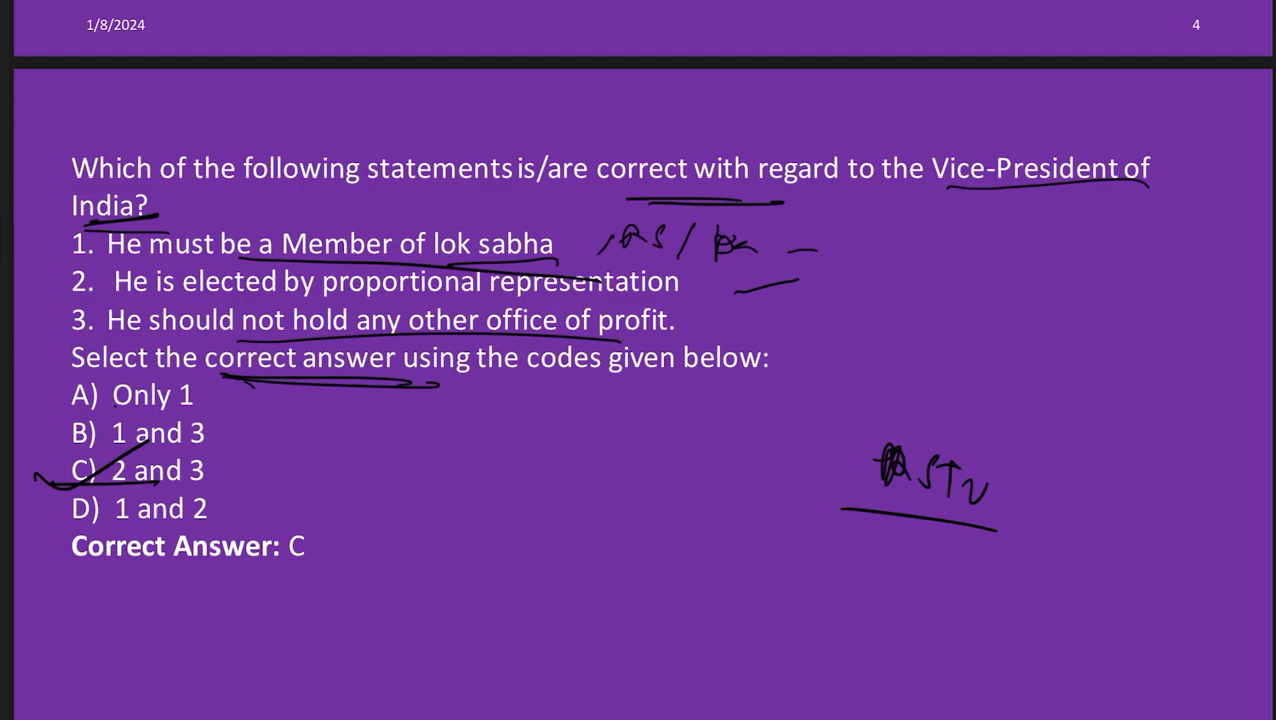 1/8/2024 4
Which of the following statements is/are correct with regard to the Vice-President of
India?
1. He must be a Member of lok sabha
2. He is elected by proportional representation
3. He should not hold any other office of profit.
Select the correct answer using the codes given below:
A) Only 1
B) 1 and 3
C) 2 and 3
D) 1 and 2
Correct Answer: C